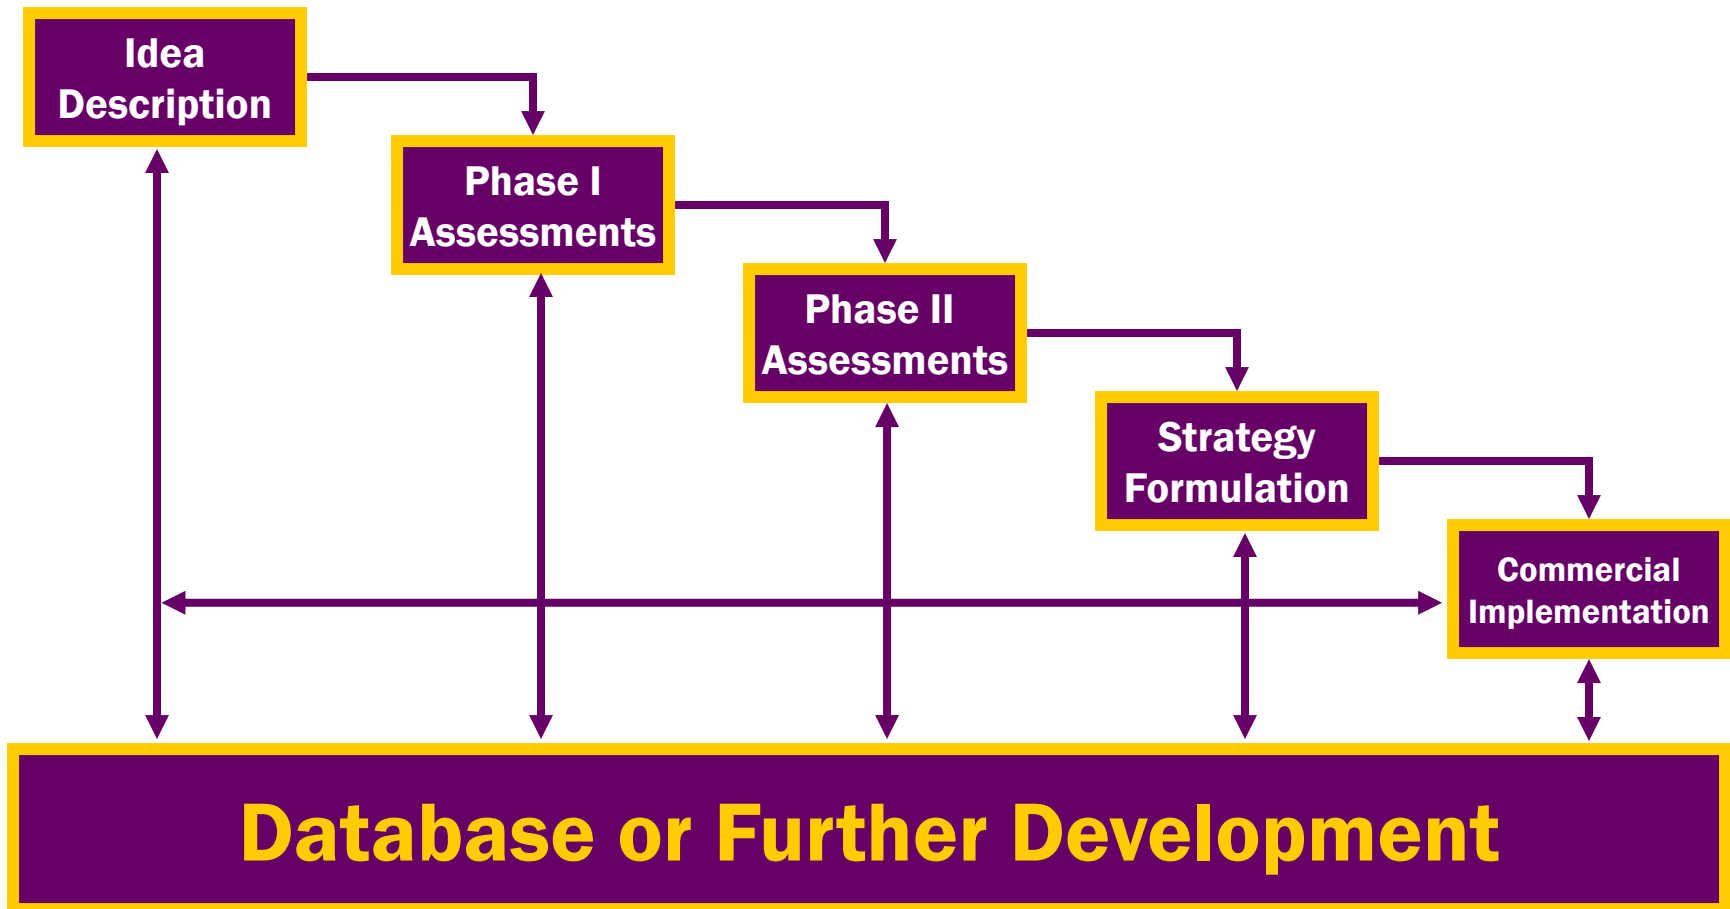 Idea
Description
Phase I
Assessments
Phase II
Assessments
Strategy
Formulation
Commercial
Implementation
Database or Further Development